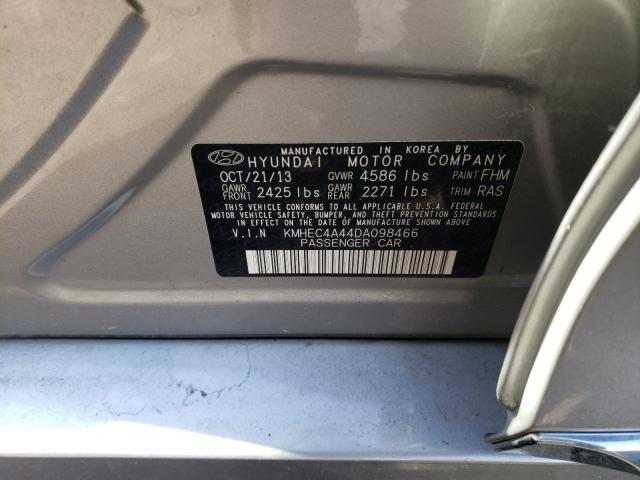 MANUFACTURED IN KOREA BY
HYUNDAI MOTOR COMPANY
OCT/21/13 GVWR 4586 lbs PAINT FHM
GAWR FRONT 2425 lbs GAWR REAR 2271 lbs TRIM RAS
THIS VEHICLE CONFORMS TO ALL APPLICABLE U.S.A. FEDERAL
MOTOR VEHICLE SAFETY, BUMPER, AND THEFT PREVENTION STANDARDS
IN EFFECT ON THE DATE OF MANUFACTURE SHOWN ABOVE.
V.I.N KMHEC4A44DA098466
PASSENGER CAR